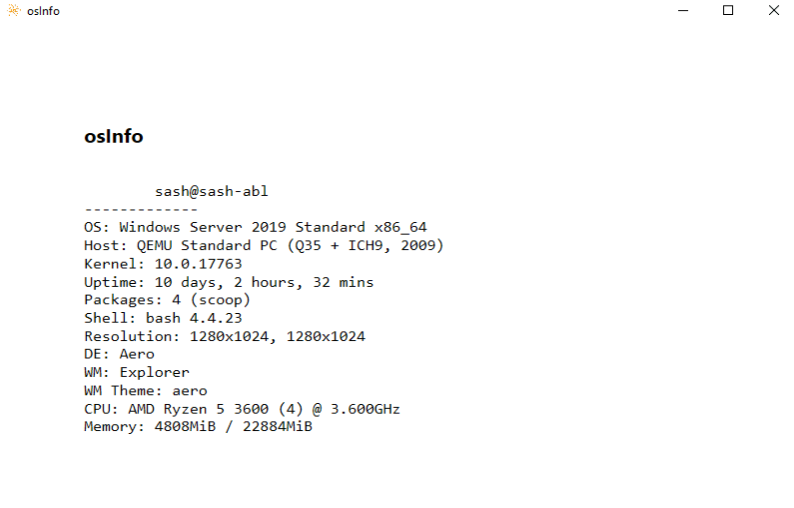 osInfo
osInfo
sash@sash-abl
-------------
OS: Windows Server 2019 Standard x86_64
Host: QEMU Standard PC (Q35 + ICH9, 2009)
Kernel: 10.0.17763
Uptime: 10 days, 2 hours, 32 mins
Packages: 4 (scoop)
Shell: bash 4.4.23
Resolution: 1280x1024, 1280x1024
DE: Aero
WM: Explorer
WM Theme: aero
CPU: AMD Ryzen 5 3600 (4) @ 3.600GHz
Memory: 4808MiB / 22884MiB